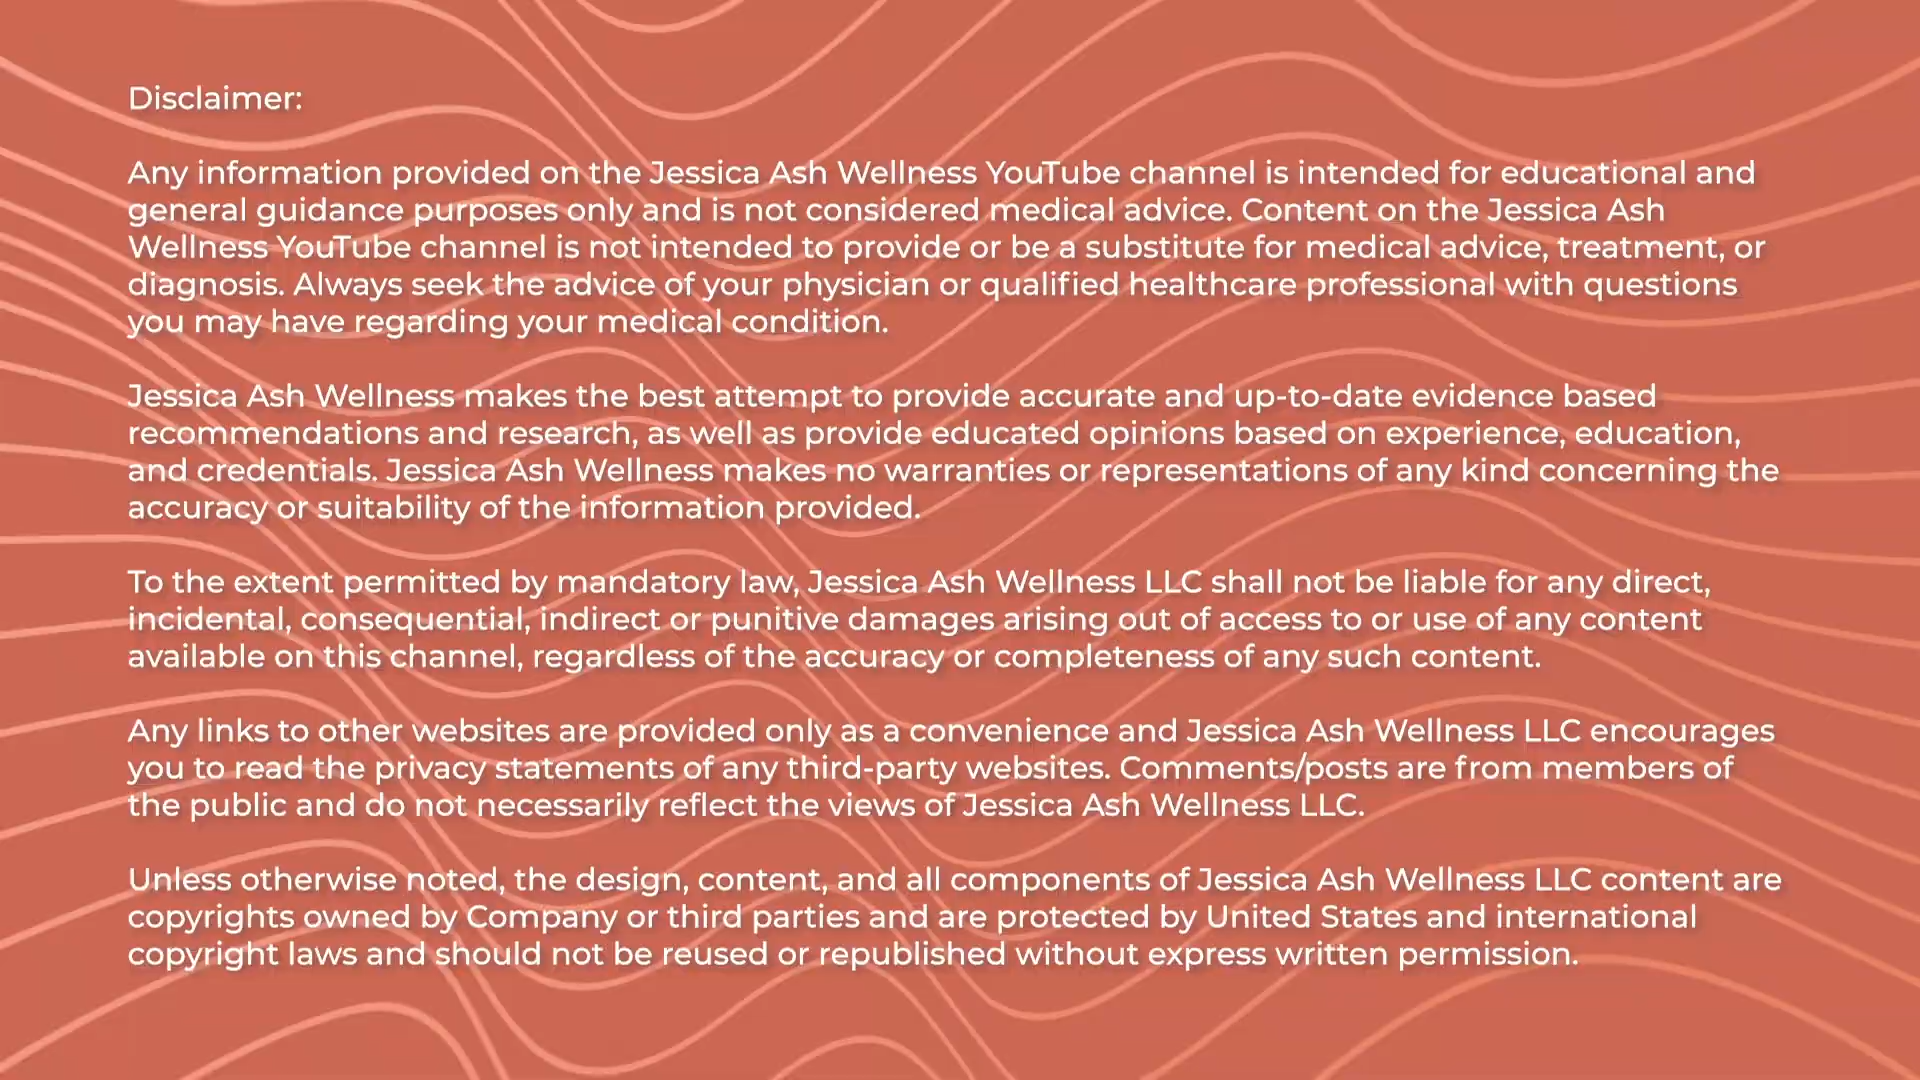 Disclaimer:
Any information provided on the Jessica Ash Wellness YouTube channel is intended for educational and
general guidance purposes only and is not considered medical advice. Content on the Jessica Ash
Wellness YouTube channel is not intended to provide or be a substitute for medical advice, treatment, or
diagnosis. Always seek the advice of your physician or qualified healthcare professional with questions
you may have regarding your medical condition.
Jessica Ash Wellness makes the best attempt to provide accurate and up-to-date evidence based
recommendations and research, as well as provide educated opinions based on experience, education,
and credentials. Jessica Ash Wellness makes no warranties or representations of any kind concerning the
accuracy or suitability of the information provided.
To the extent permitted by mandatory law, Jessica Ash Wellness LLC shall not be liable for any direct,
incidental, consequential, indirect or punitive damages arising out of access to or use of any content
available on this channel, regardless of the accuracy or completeness of any such content.
Any links to other websites are provided only as a convenience and Jessica Ash Wellness LLC encourages
you to read the privacy statements of any third-party websites. Comments/posts are from members of
the public and do not necessarily reflect the views of Jessica Ash Wellness LLC.
Unless otherwise noted, the design, content, and all components of Jessica Ash Wellness LLC content are
copyrights owned by Company or third parties and are protected by United States and international
copyright laws and should not be reused or republished without express written permission.